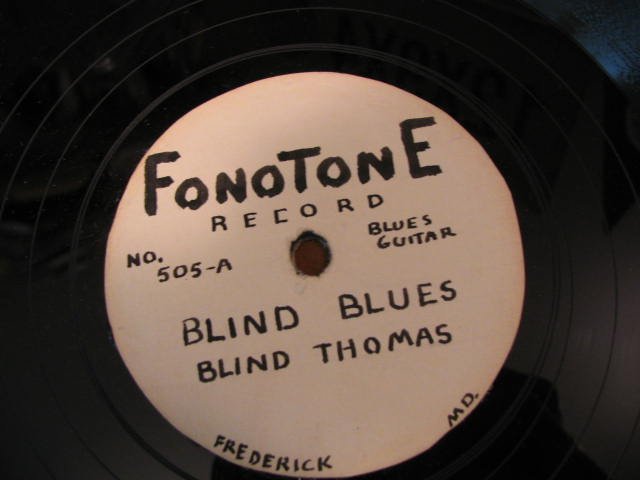 FONOTONE
RECORD
NO.
505-A
BLUES
GUITAR
BLIND BLUES
BLIND THOMAS
FREDERICK MD.